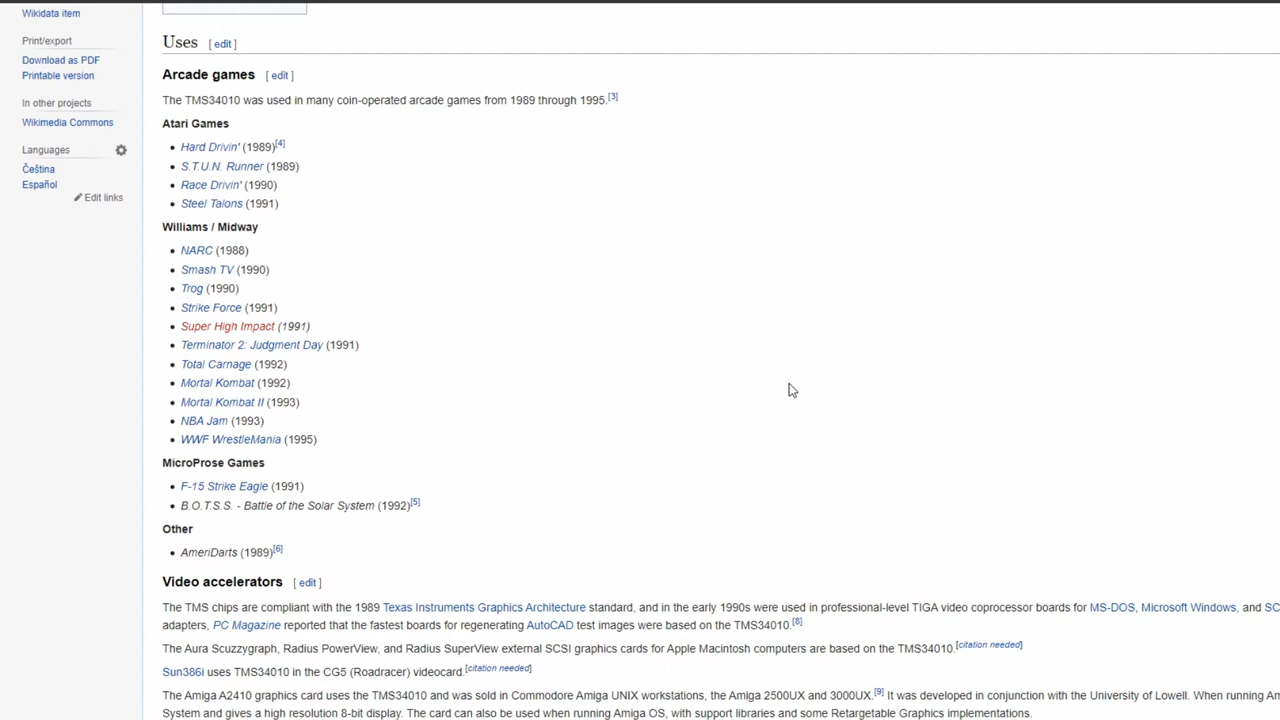 Wikidata item
Print/export
Download as PDF
Printable version
In other projects
Wikimedia Commons
Languages
Čeština
Español
Edit links
Uses [ edit ]
Arcade games [ edit ]
The TMS34010 was used in many coin-operated arcade games from 1989 through 1995.[3]
Atari Games
Hard Drivin' (1989)[4]
S.T.U.N. Runner (1989)
Race Drivin' (1990)
Steel Talons (1991)
Williams / Midway
NARC (1988)
Smash TV (1990)
Trog (1990)
Strike Force (1991)
Super High Impact (1991)
Terminator 2: Judgment Day (1991)
Total Carnage (1992)
Mortal Kombat (1992)
Mortal Kombat II (1993)
NBA Jam (1993)
WWF WrestleMania (1995)
MicroProse Games
F-15 Strike Eagle (1991)
B.O.T.S.S. - Battle of the Solar System (1992)[5]
Other
AmeriDarts (1989)[6]
Video accelerators [ edit ]
The TMS chips are compliant with the 1989 Texas Instruments Graphics Architecture standard, and in the early 1990s were used in professional-level TIGA video coprocessor boards for MS-DOS, Microsoft Windows, and SC
adapters, PC Magazine reported that the fastest boards for regenerating AutoCAD test images were based on the TMS34010.[8]
The Aura Scuzzygraph, Radius PowerView, and Radius SuperView external SCSI graphics cards for Apple Macintosh computers are based on the TMS34010.[citation needed]
Sun386i uses TMS34010 in the CG5 (Roadracer) videocard.[citation needed]
The Amiga A2410 graphics card uses the TMS34010 and was sold in Commodore Amiga UNIX workstations, the Amiga 2500UX and 3000UX.[9] It was developed in conjunction with the University of Lowell. When running Am
System and gives a high resolution 8-bit display. The card can also be used when running Amiga OS, with support libraries and some Retargetable Graphics implementations.